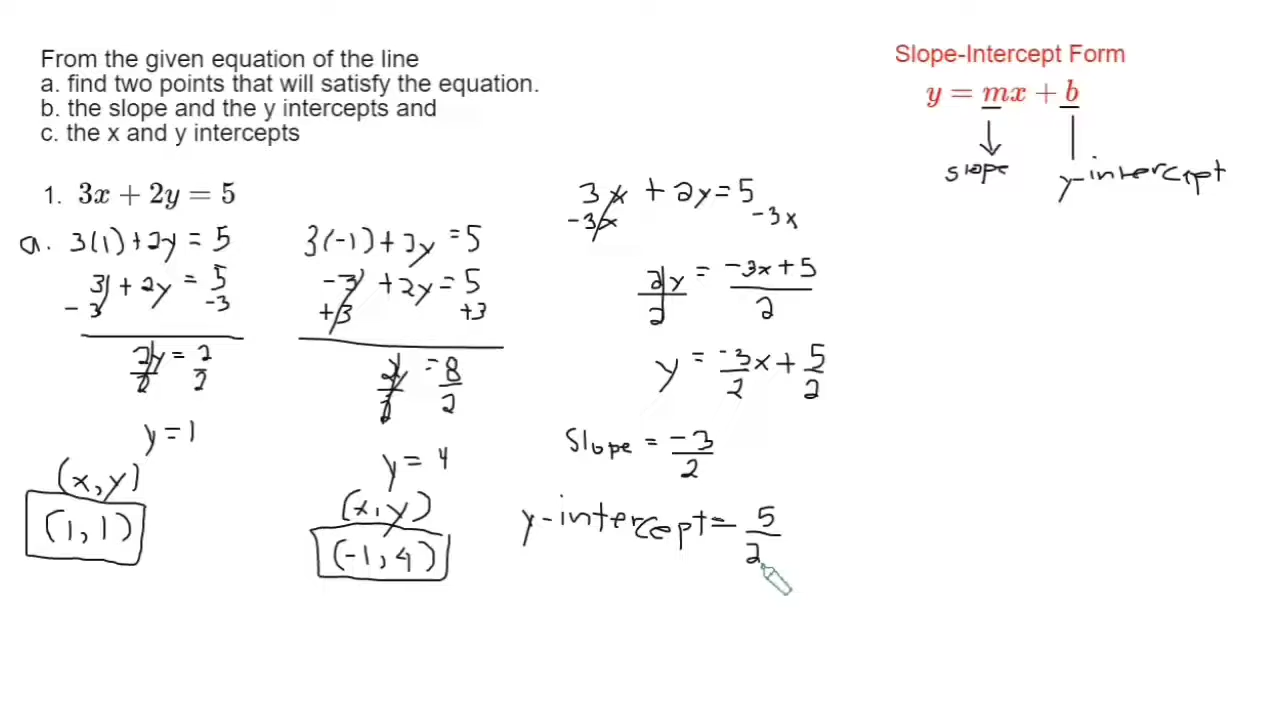 From the given equation of the line
a. find two points that will satisfy the equation.
b. the slope and the y intercepts and
c. the x and y intercepts
Slope-Intercept Form
y = mx + b
slope
y-intercept
1. 3x + 2y = 5
a. 3(1) + 2y = 5
3 + 2y = 5
-3 -3
2y/2 = 2/2
y = 1
(x, y)
(1, 1)
3(-1) + 2y = 5
-3 + 2y = 5
+3 +3
2y/2 = 8/2
y = 4
(x, y)
(-1, 4)
3x + 2y = 5
-3x -3x
2y/2 = -3x + 5/2
y = -3/2 x + 5/2
Slope = -3/2
y-intercept = 5/2